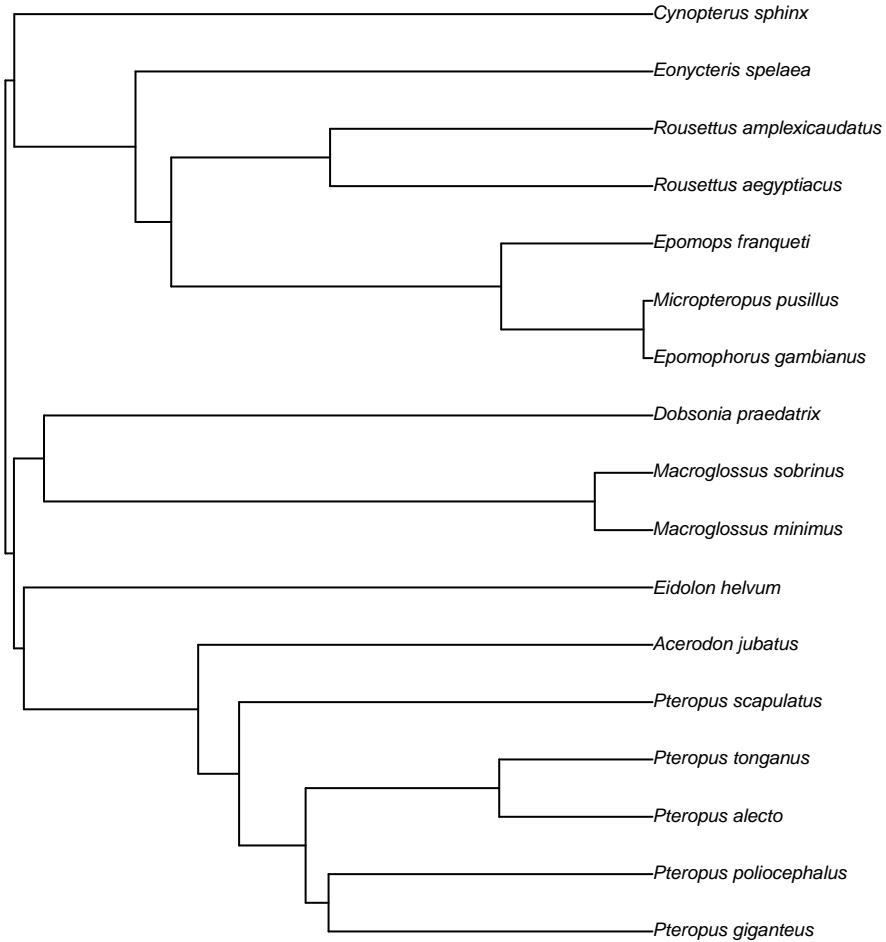 Cynopterus sphinx
Eonycteris spelaea
Rousettus amplexicaudatus
Rousettus aegyptiacus
Epomops franqueti
Micropteropus pusillus
Epomophorus gambianus
Dobsonia praedatrix
Macroglossus sobrinus
Macroglossus minimus
Eidolon helvum
Acerodon jubatus
Pteropus scapulatus
Pteropus tonganus
Pteropus alecto
Pteropus poliocephalus
Pteropus giganteus